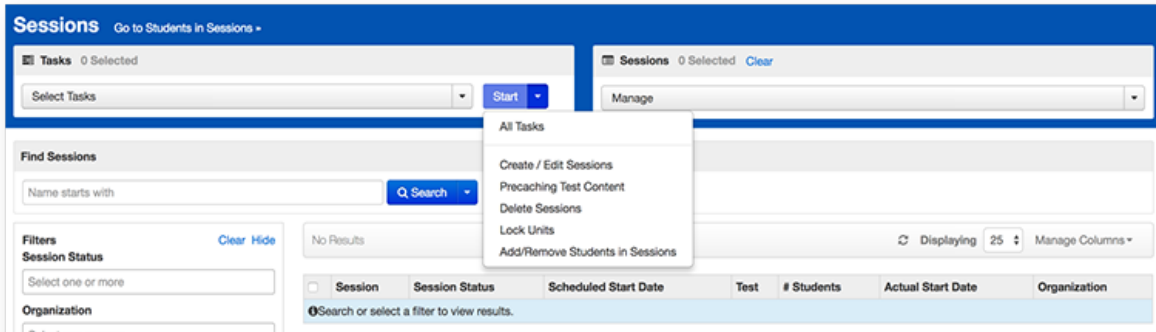 Sessions Go to Students in Sessions »
Tasks 0 Selected
Sessions 0 Selected Clear
Select Tasks
Start
Manage
All Tasks
Create / Edit Sessions
Precaching Test Content
Delete Sessions
Lock Units
Add/Remove Students in Sessions
Find Sessions
Name starts with
Search
Filters Clear Hide
Session Status
Select one or more
Organization
No Results
Displaying 25 Manage Columns
Session Session Status Scheduled Start Date Test # Students Actual Start Date Organization
Search or select a filter to view results.